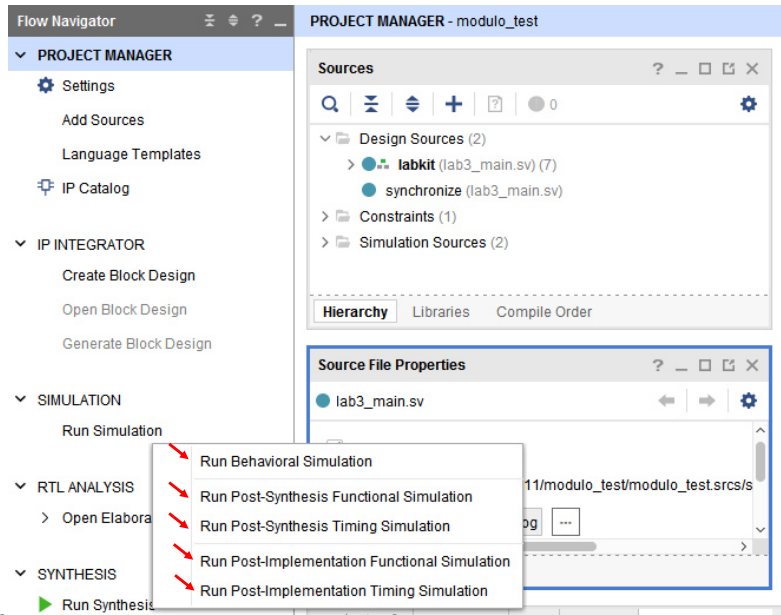 Flow Navigator
PROJECT MANAGER
Settings
Add Sources
Language Templates
IP Catalog
IP INTEGRATOR
Create Block Design
Open Block Design
Generate Block Design
SIMULATION
Run Simulation
RTL ANALYSIS
Open Elabora
SYNTHESIS
Run Synthesis
PROJECT MANAGER - modulo_test
Sources
0
Design Sources (2)
labkit (lab3_main.sv) (7)
synchronize (lab3_main.sv)
Constraints (1)
Simulation Sources (2)
Hierarchy Libraries Compile Order
Source File Properties
lab3_main.sv
11/modulo_test/modulo_test.srcs/s
og ...
Run Behavioral Simulation
Run Post-Synthesis Functional Simulation
Run Post-Synthesis Timing Simulation
Run Post-Implementation Functional Simulation
Run Post-Implementation Timing Simulation